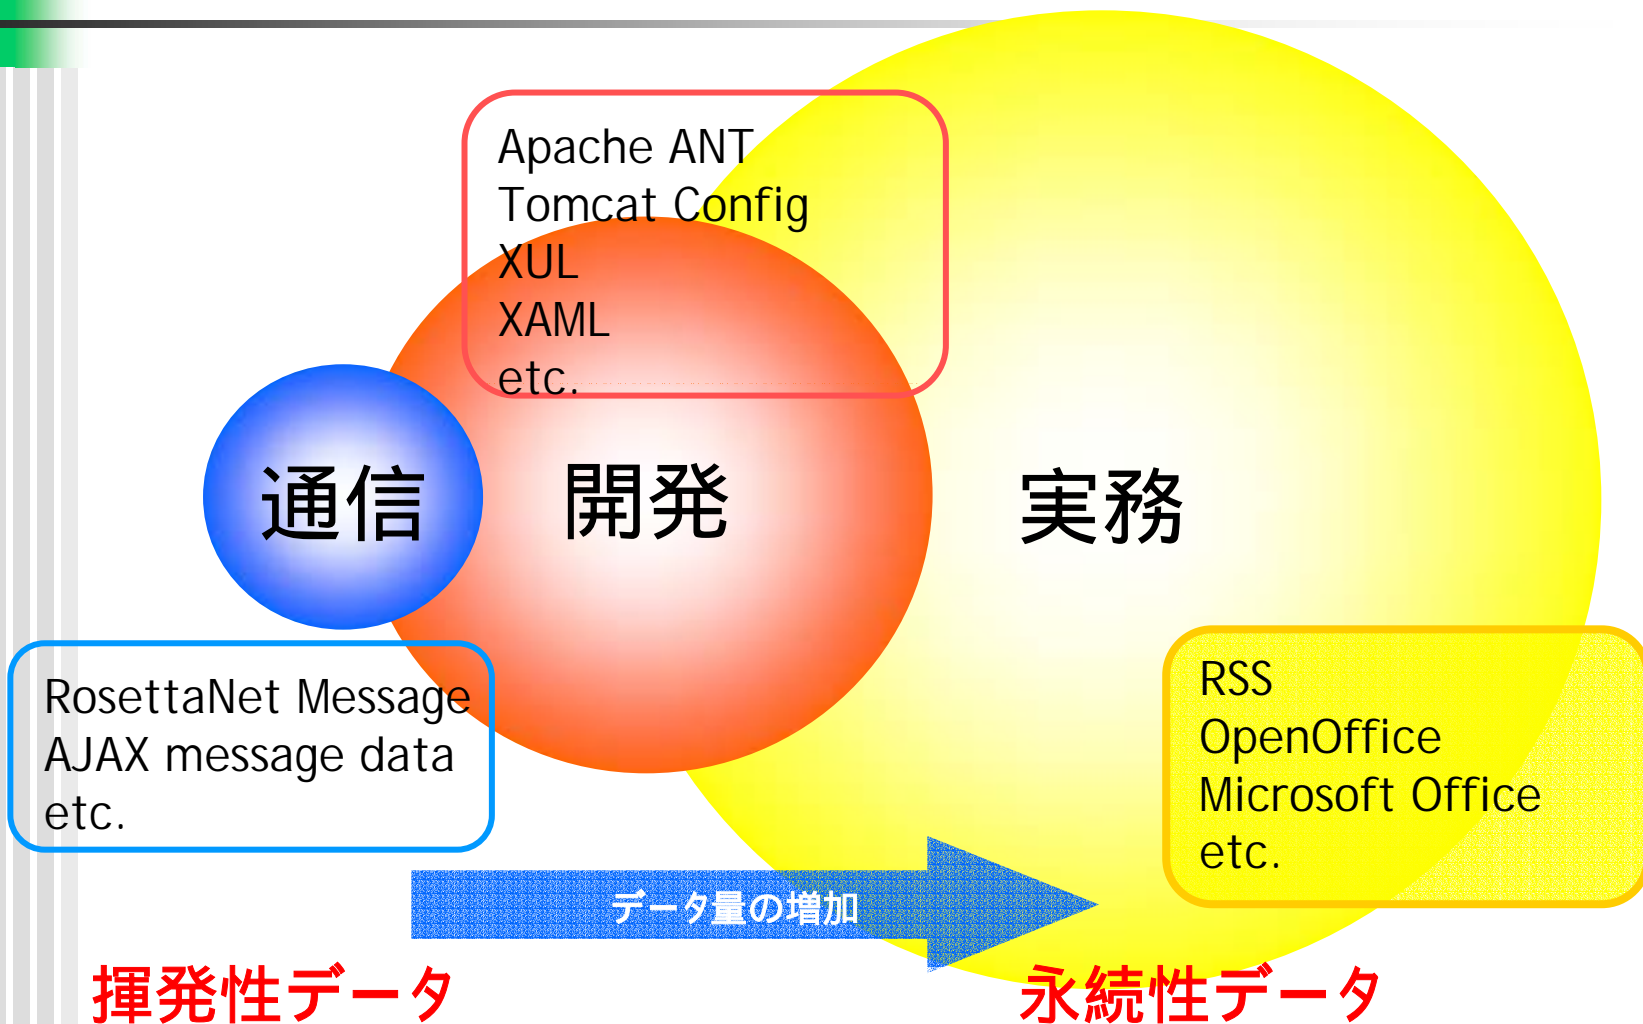 Apache ANT
Tomcat Config
XUL
XAML
etc.
通信
開発
実務
RosettaNet Message
AJAX message data
etc.
RSS
OpenOffice
Microsoft Office
etc.
データ量の増加
揮発性データ
永続性データ